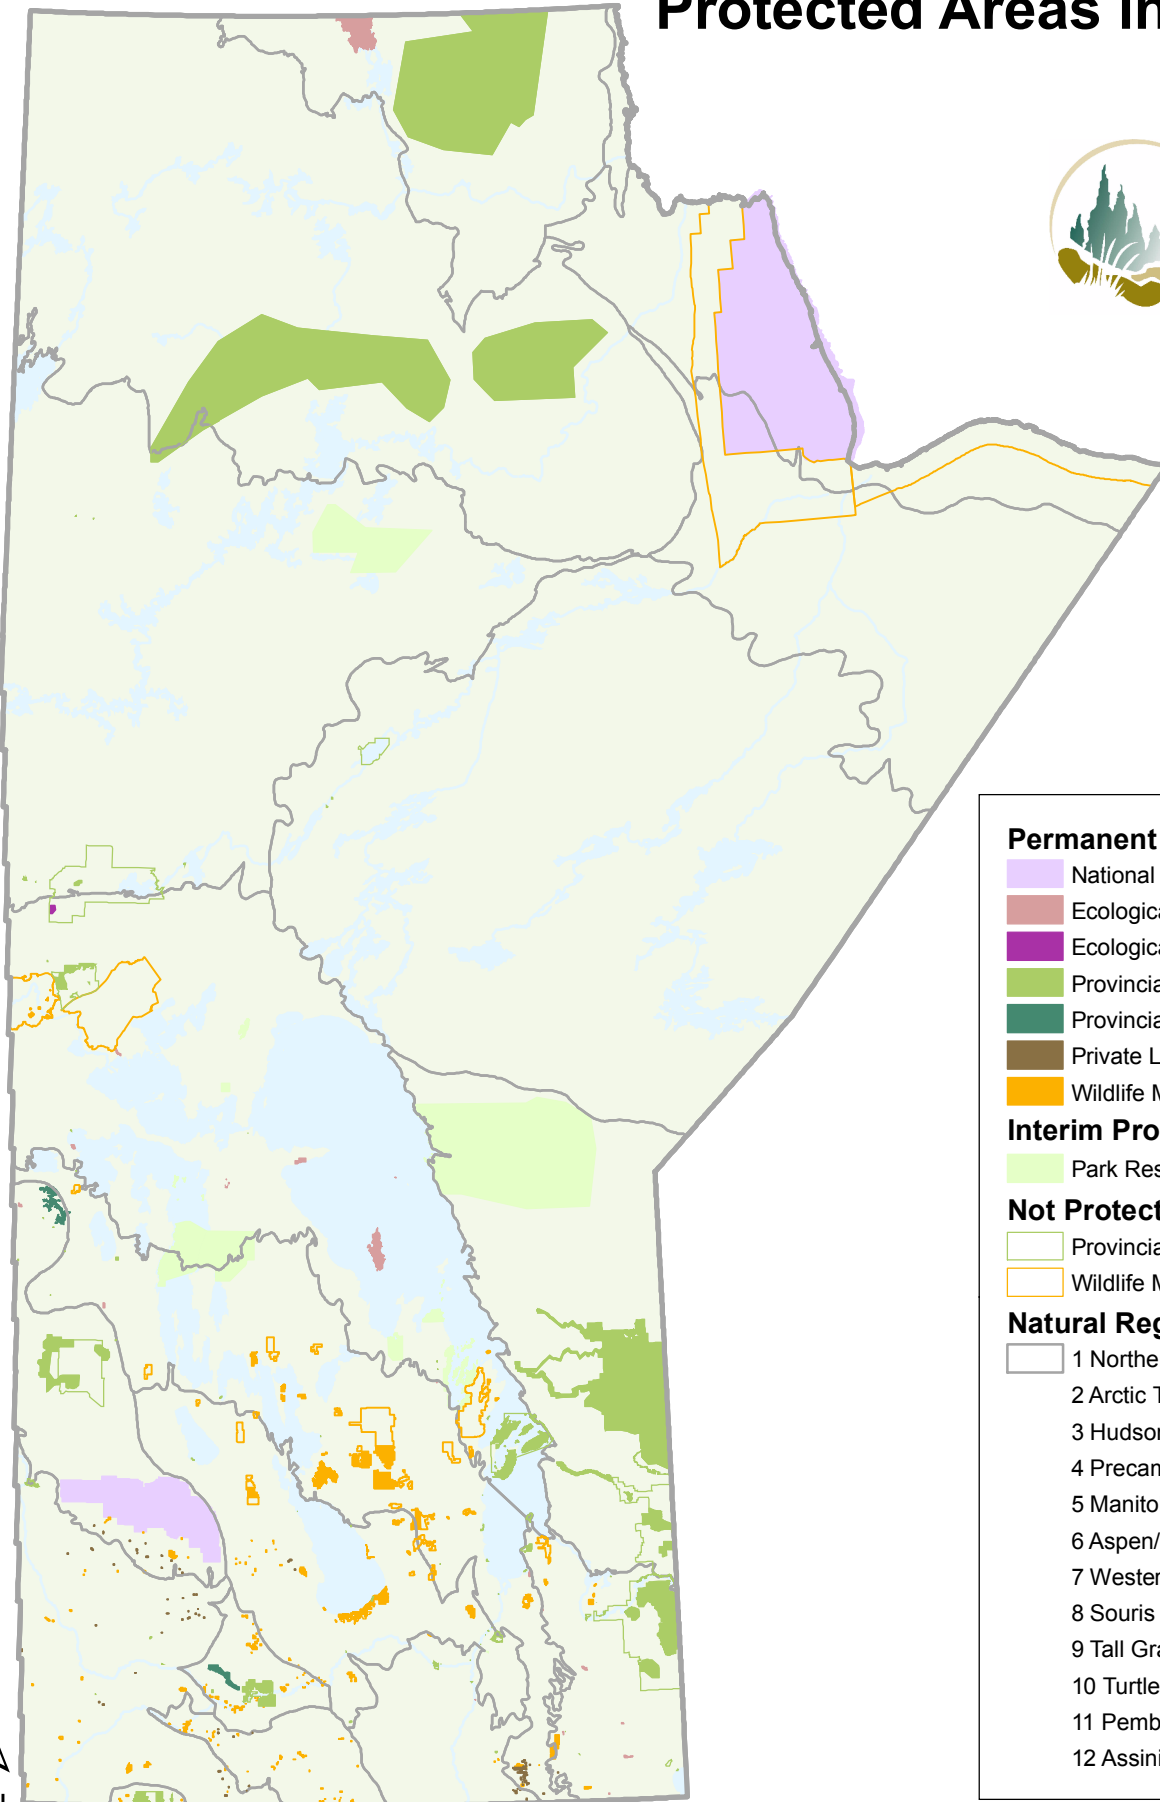 Protected Areas in
Permanent
National
Ecologica
Ecologica
Provincia
Provincia
Private L
Wildlife M
Interim Pro
Park Res
Not Protect
Provincia
Wildlife M
Natural Reg
1 Northe
2 Arctic T
3 Hudson
4 Precam
5 Manito
6 Aspen/
7 Wester
8 Souris
9 Tall Gra
10 Turtle
11 Pemb
12 Assini